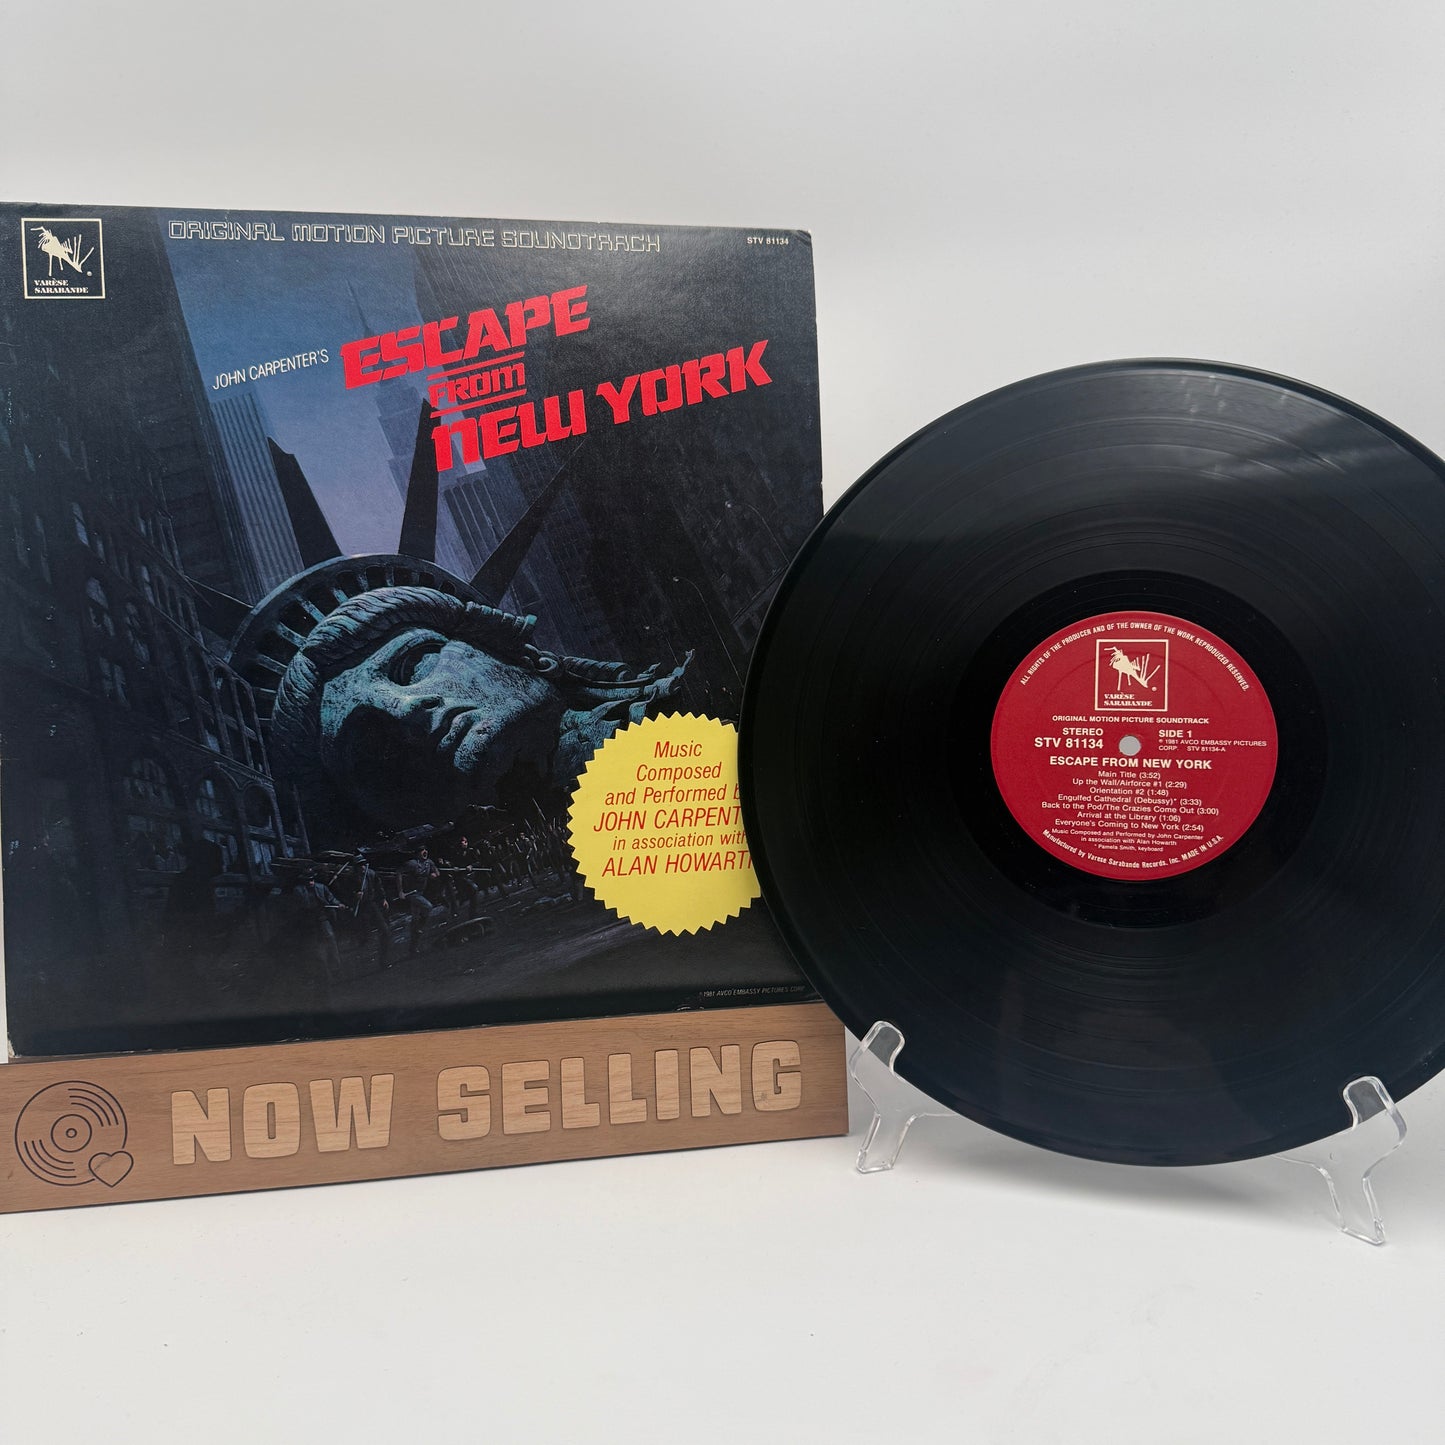 VARÈSE
SARABANDE
ORIGINAL MOTION PICTURE SOUNDTRACK
STV 81134
JOHN CARPENTER'S
ESCAPE
FROM
NEW YORK
Music
Composed
and Performed b
JOHN CARPENT
in association with
ALAN HOWARTH
©1981 AVCO EMBASSY PICTURES CORP.
NOW SELLING
ALL RIGHTS OF THE PRODUCER AND OF THE OWNER OF THE WORK REPRODUCED RESERVED.
VARÈSE
SARABANDE
ORIGINAL MOTION PICTURE SOUNDTRACK
STEREO
STV 81134
SIDE 1
℗ 1981 AVCO EMBASSY PICTURES
CORP. STV 81134-A
ESCAPE FROM NEW YORK
Main Title (3:52)
Up the Wall/Airforce #1 (2:29)
Orientation #2 (1:48)
Engulfed Cathedral (Debussy)* (3:33)
Back to the Pod/The Crazies Come Out (3:00)
Arrival at the Library (1:06)
Everyone's Coming to New York (2:54)
Music Composed and Performed by John Carpenter
in association with Alan Howarth
* Pamela Smith, keyboard
Manufactured by Varese Sarabande Records, Inc. MADE IN U.S.A.